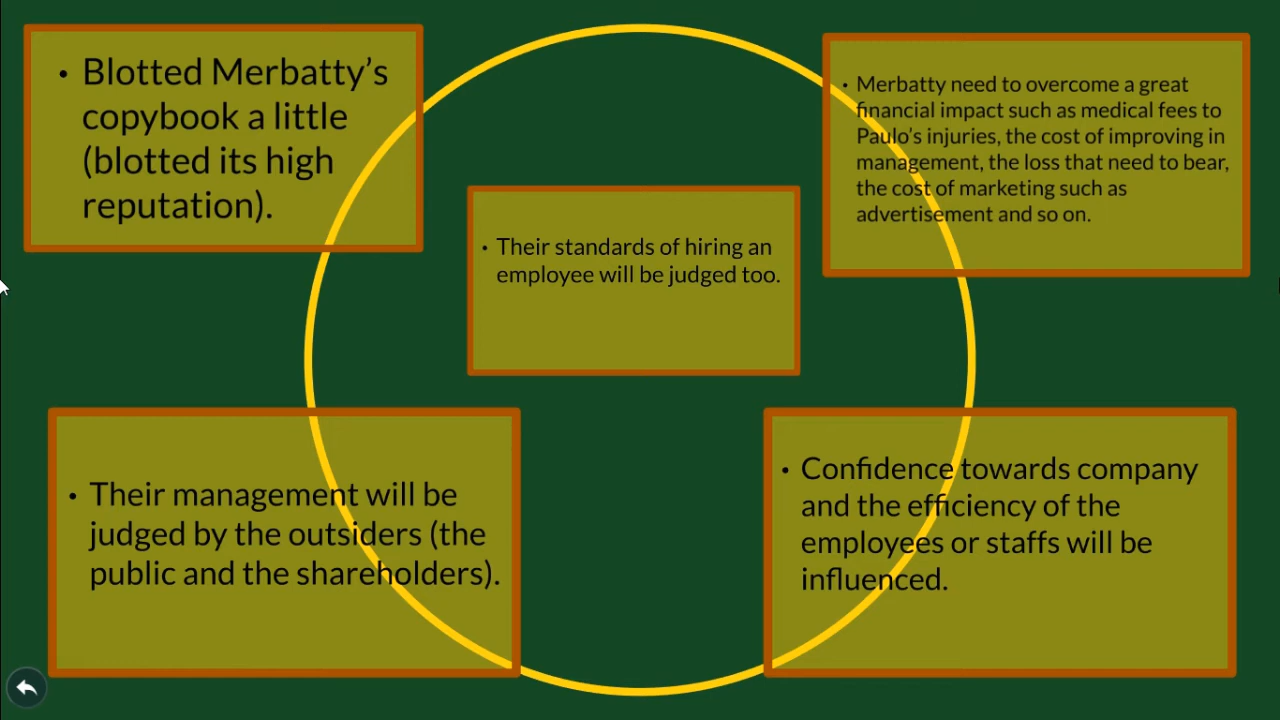 • Blotted Merbatty’s
copybook a little
(blotted its high
reputation).
• Merbatty need to overcome a great
financial impact such as medical fees to
Paulo’s injuries, the cost of improving in
management, the loss that need to bear,
the cost of marketing such as
advertisement and so on.
• Their standards of hiring an
employee will be judged too.
• Their management will be
judged by the outsiders (the
public and the shareholders).
• Confidence towards company
and the efficiency of the
employees or staffs will be
influenced.